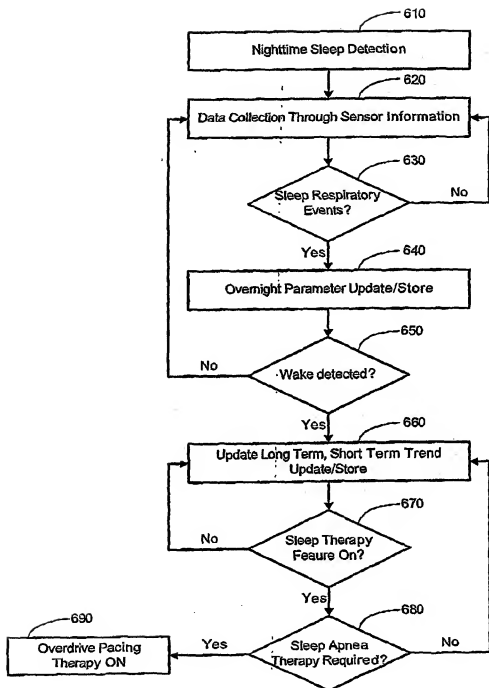 610
Nighttime Sleep Detection
620
Data Collection Through Sensor Information
630
Sleep Respiratory
Events?
No
Yes
640
Overnight Parameter Update/Store
650
No
Wake detected?
Yes
660
Update Long Term, Short Term Trend
Update/Store
670
No
Sleep Therapy
Feaure On?
Yes
680
690
Overdrive Pacing
Therapy ON
Yes
Sleep Apnea
Therapy Required?
No